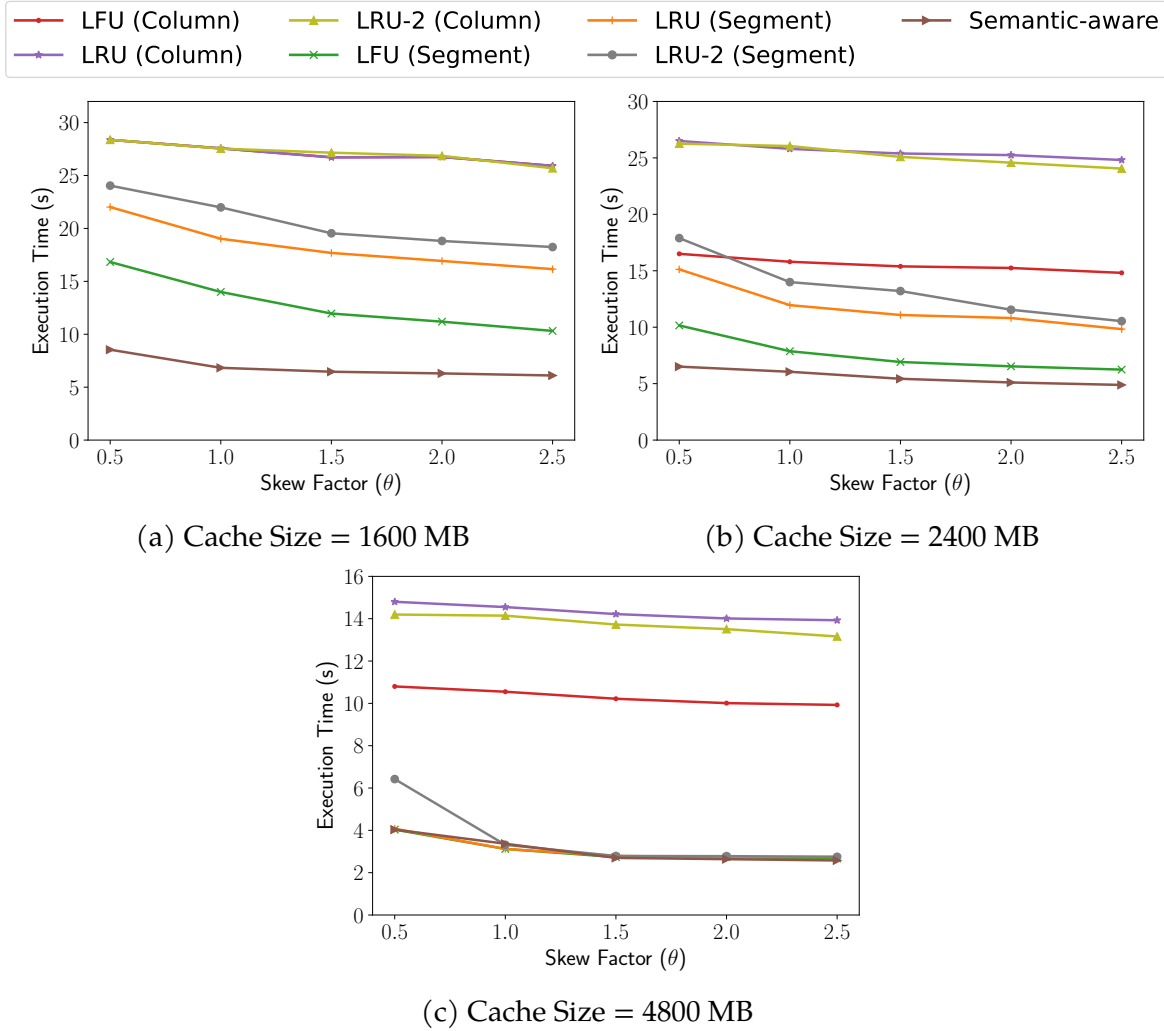 LFU (Column) LRU-2 (Column) LRU (Segment) Semantic-aware
LRU (Column) LFU (Segment) LRU-2 (Segment)
30
25
20
15
10
5
0
Execution Time (s)
0.5 1.0 1.5 2.0 2.5
Skew Factor (θ)
(a) Cache Size = 1600 MB
30
25
20
15
10
5
0
Execution Time (s)
0.5 1.0 1.5 2.0 2.5
Skew Factor (θ)
(b) Cache Size = 2400 MB
16
14
12
10
8
6
4
2
0
Execution Time (s)
0.5 1.0 1.5 2.0 2.5
Skew Factor (θ)
(c) Cache Size = 4800 MB